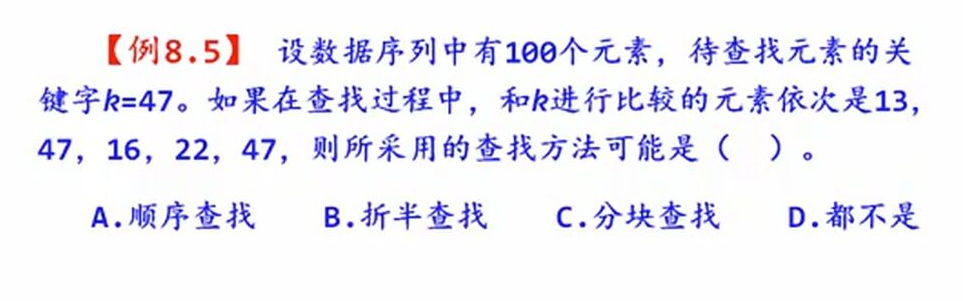 【例8.5】 设数据序列中有100个元素，待查找元素的关
键字k=47。如果在查找过程中，和k进行比较的元素依次是13，
47，16，22，47，则所采用的查找方法可能是（　）。
A.顺序查找　B.折半查找　C.分块查找　D.都不是